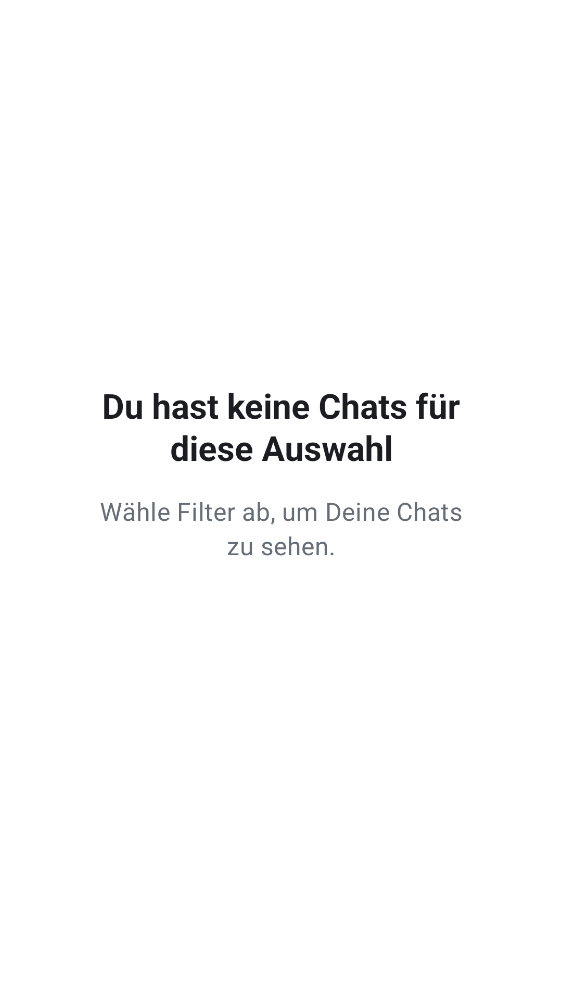 Du hast keine Chats für
diese Auswahl
Wähle Filter ab, um Deine Chats
zu sehen.